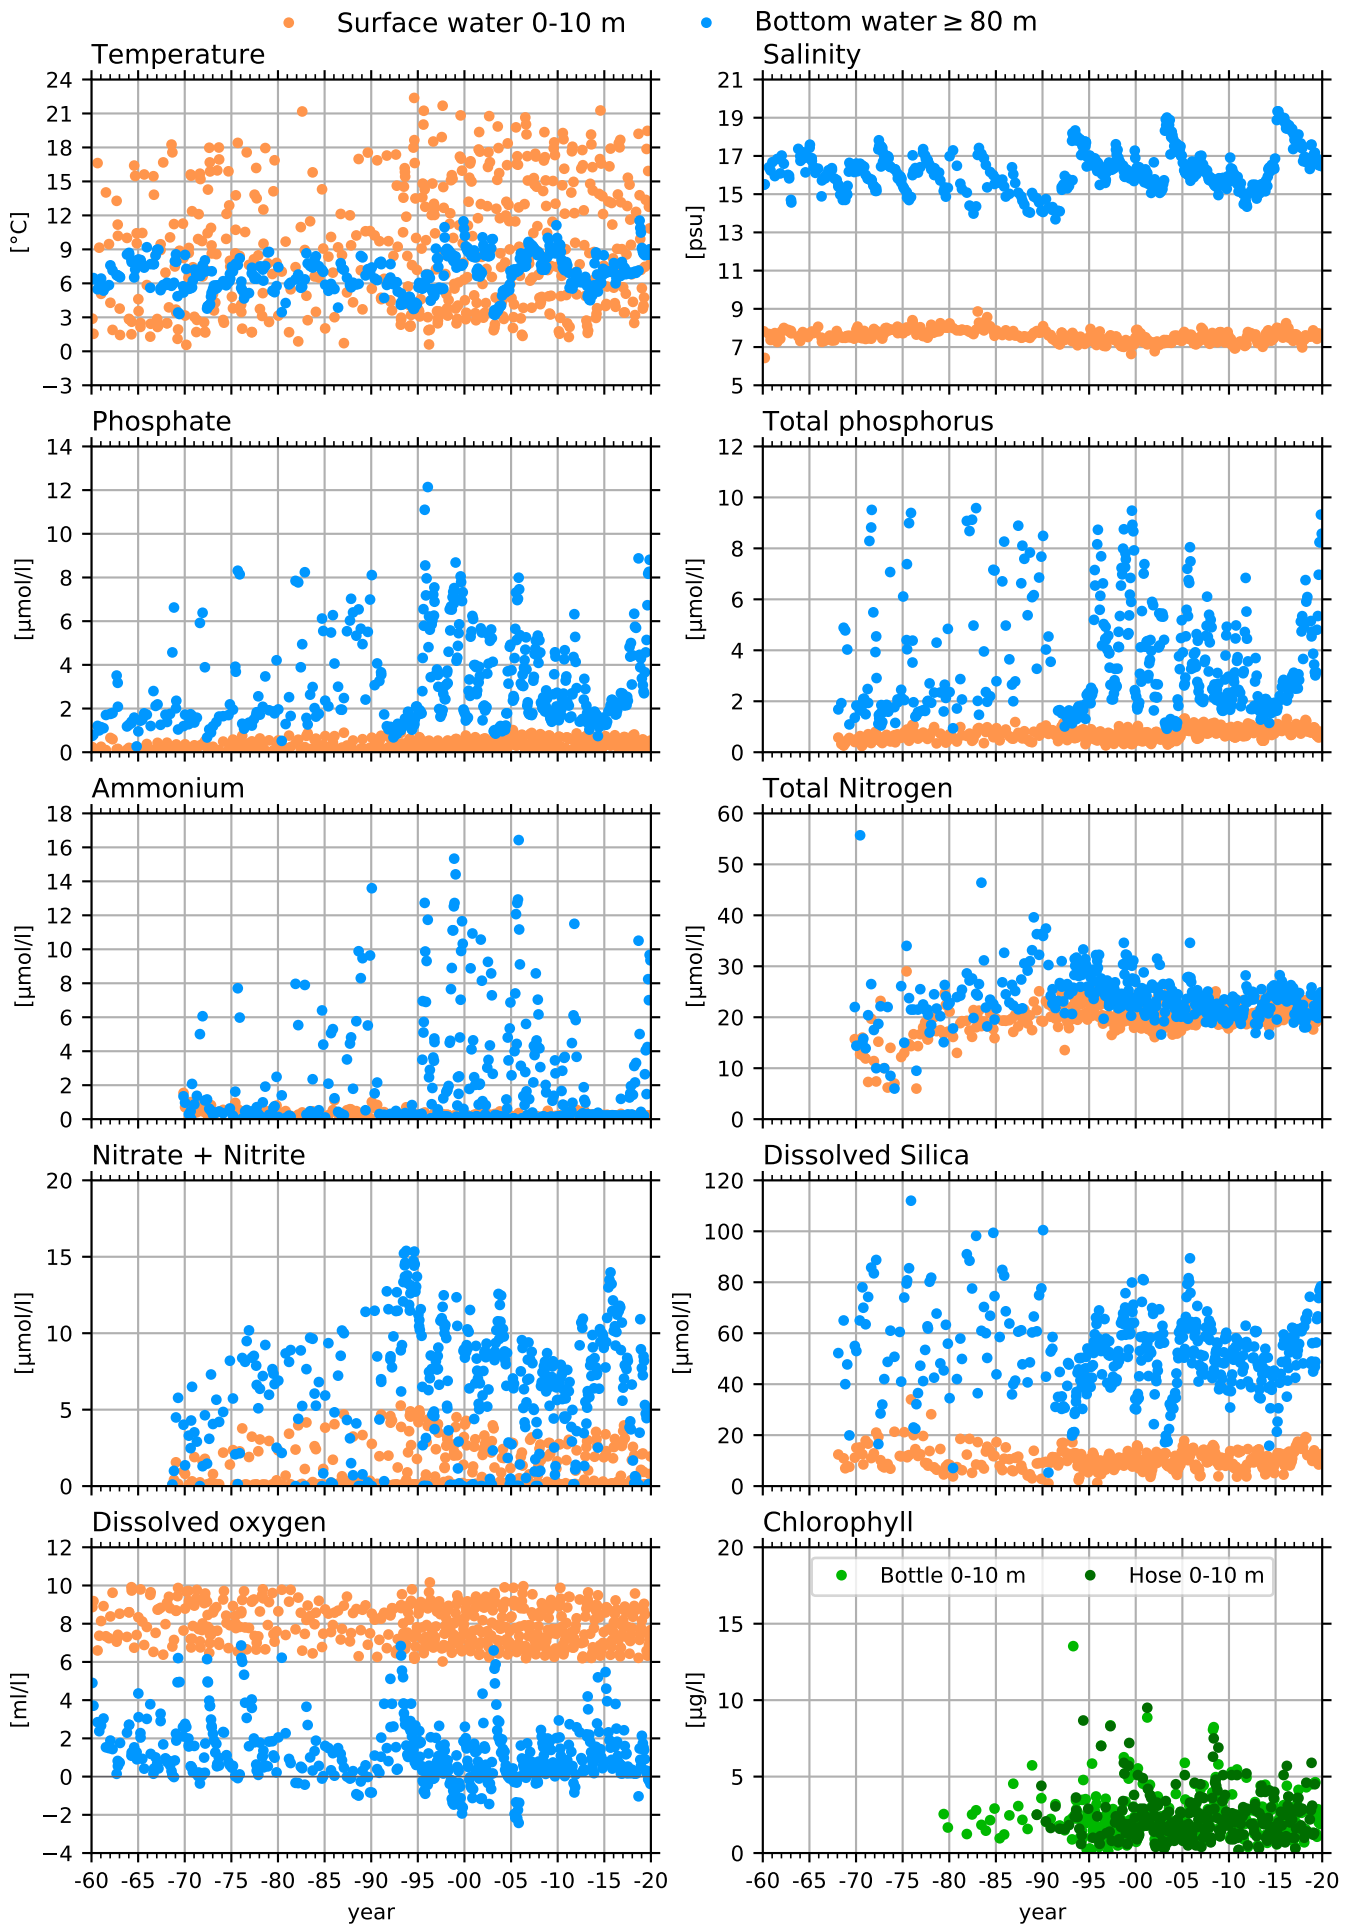 Surface water 0-10 m
Bottom water ≥ 80 m
Temperature
24
21
18
15
12
9
6
3
0
−3
[°C]
Salinity
21
19
17
15
13
11
9
7
5
[psu]
Phosphate
14
12
10
8
6
4
2
0
[µmol/l]
Total phosphorus
12
10
8
6
4
2
0
[µmol/l]
Ammonium
18
16
14
12
10
8
6
4
2
0
[µmol/l]
Total Nitrogen
60
50
40
30
20
10
0
[µmol/l]
Nitrate + Nitrite
20
15
10
5
0
[µmol/l]
Dissolved Silica
120
100
80
60
40
20
0
[µmol/l]
Dissolved oxygen
12
10
8
6
4
2
0
−2
−4
[ml/l]
-60 -65 -70 -75 -80 -85 -90 -95 -00 -05 -10 -15 -20
year
Chlorophyll
Bottle 0-10 m
Hose 0-10 m
20
15
10
5
0
[µg/l]
-60 -65 -70 -75 -80 -85 -90 -95 -00 -05 -10 -15 -20
year